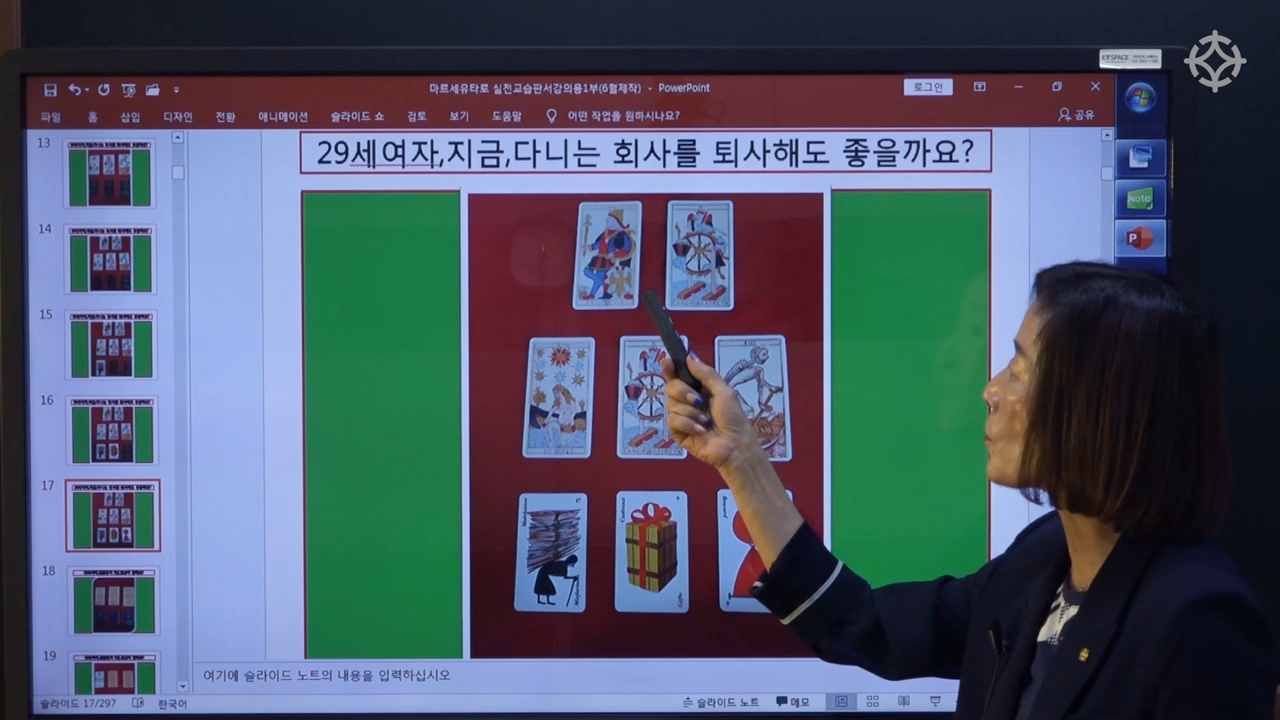 마르세유타로 실전교습판서강의용1부(6월제작) - PowerPoint
로그인
파일 홈 삽입 디자인 전환 애니메이션 슬라이드 쇼 검토 보기 도움말 어떤 작업을 원하시나요? 공유
29세여자,지금,다니는 회사를 퇴사해도 좋을까요?
13
14
15
16
17
18
19
Note
P
여기에 슬라이드 노트의 내용을 입력하십시오
슬라이드 17/297 한국어 슬라이드 노트 메모